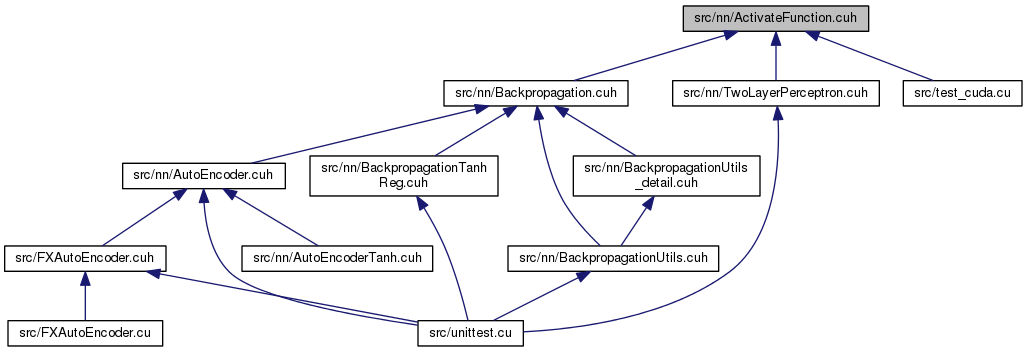 src/nn/ActivateFunction.cuh
src/nn/Backpropagation.cuh
src/nn/TwoLayerPerceptron.cuh
src/test_cuda.cu
src/nn/AutoEncoder.cuh
src/nn/BackpropagationTanh
Reg.cuh
src/nn/BackpropagationUtils
_detail.cuh
src/FXAutoEncoder.cuh
src/nn/AutoEncoderTanh.cuh
src/nn/BackpropagationUtils.cuh
src/FXAutoEncoder.cu
src/unittest.cu